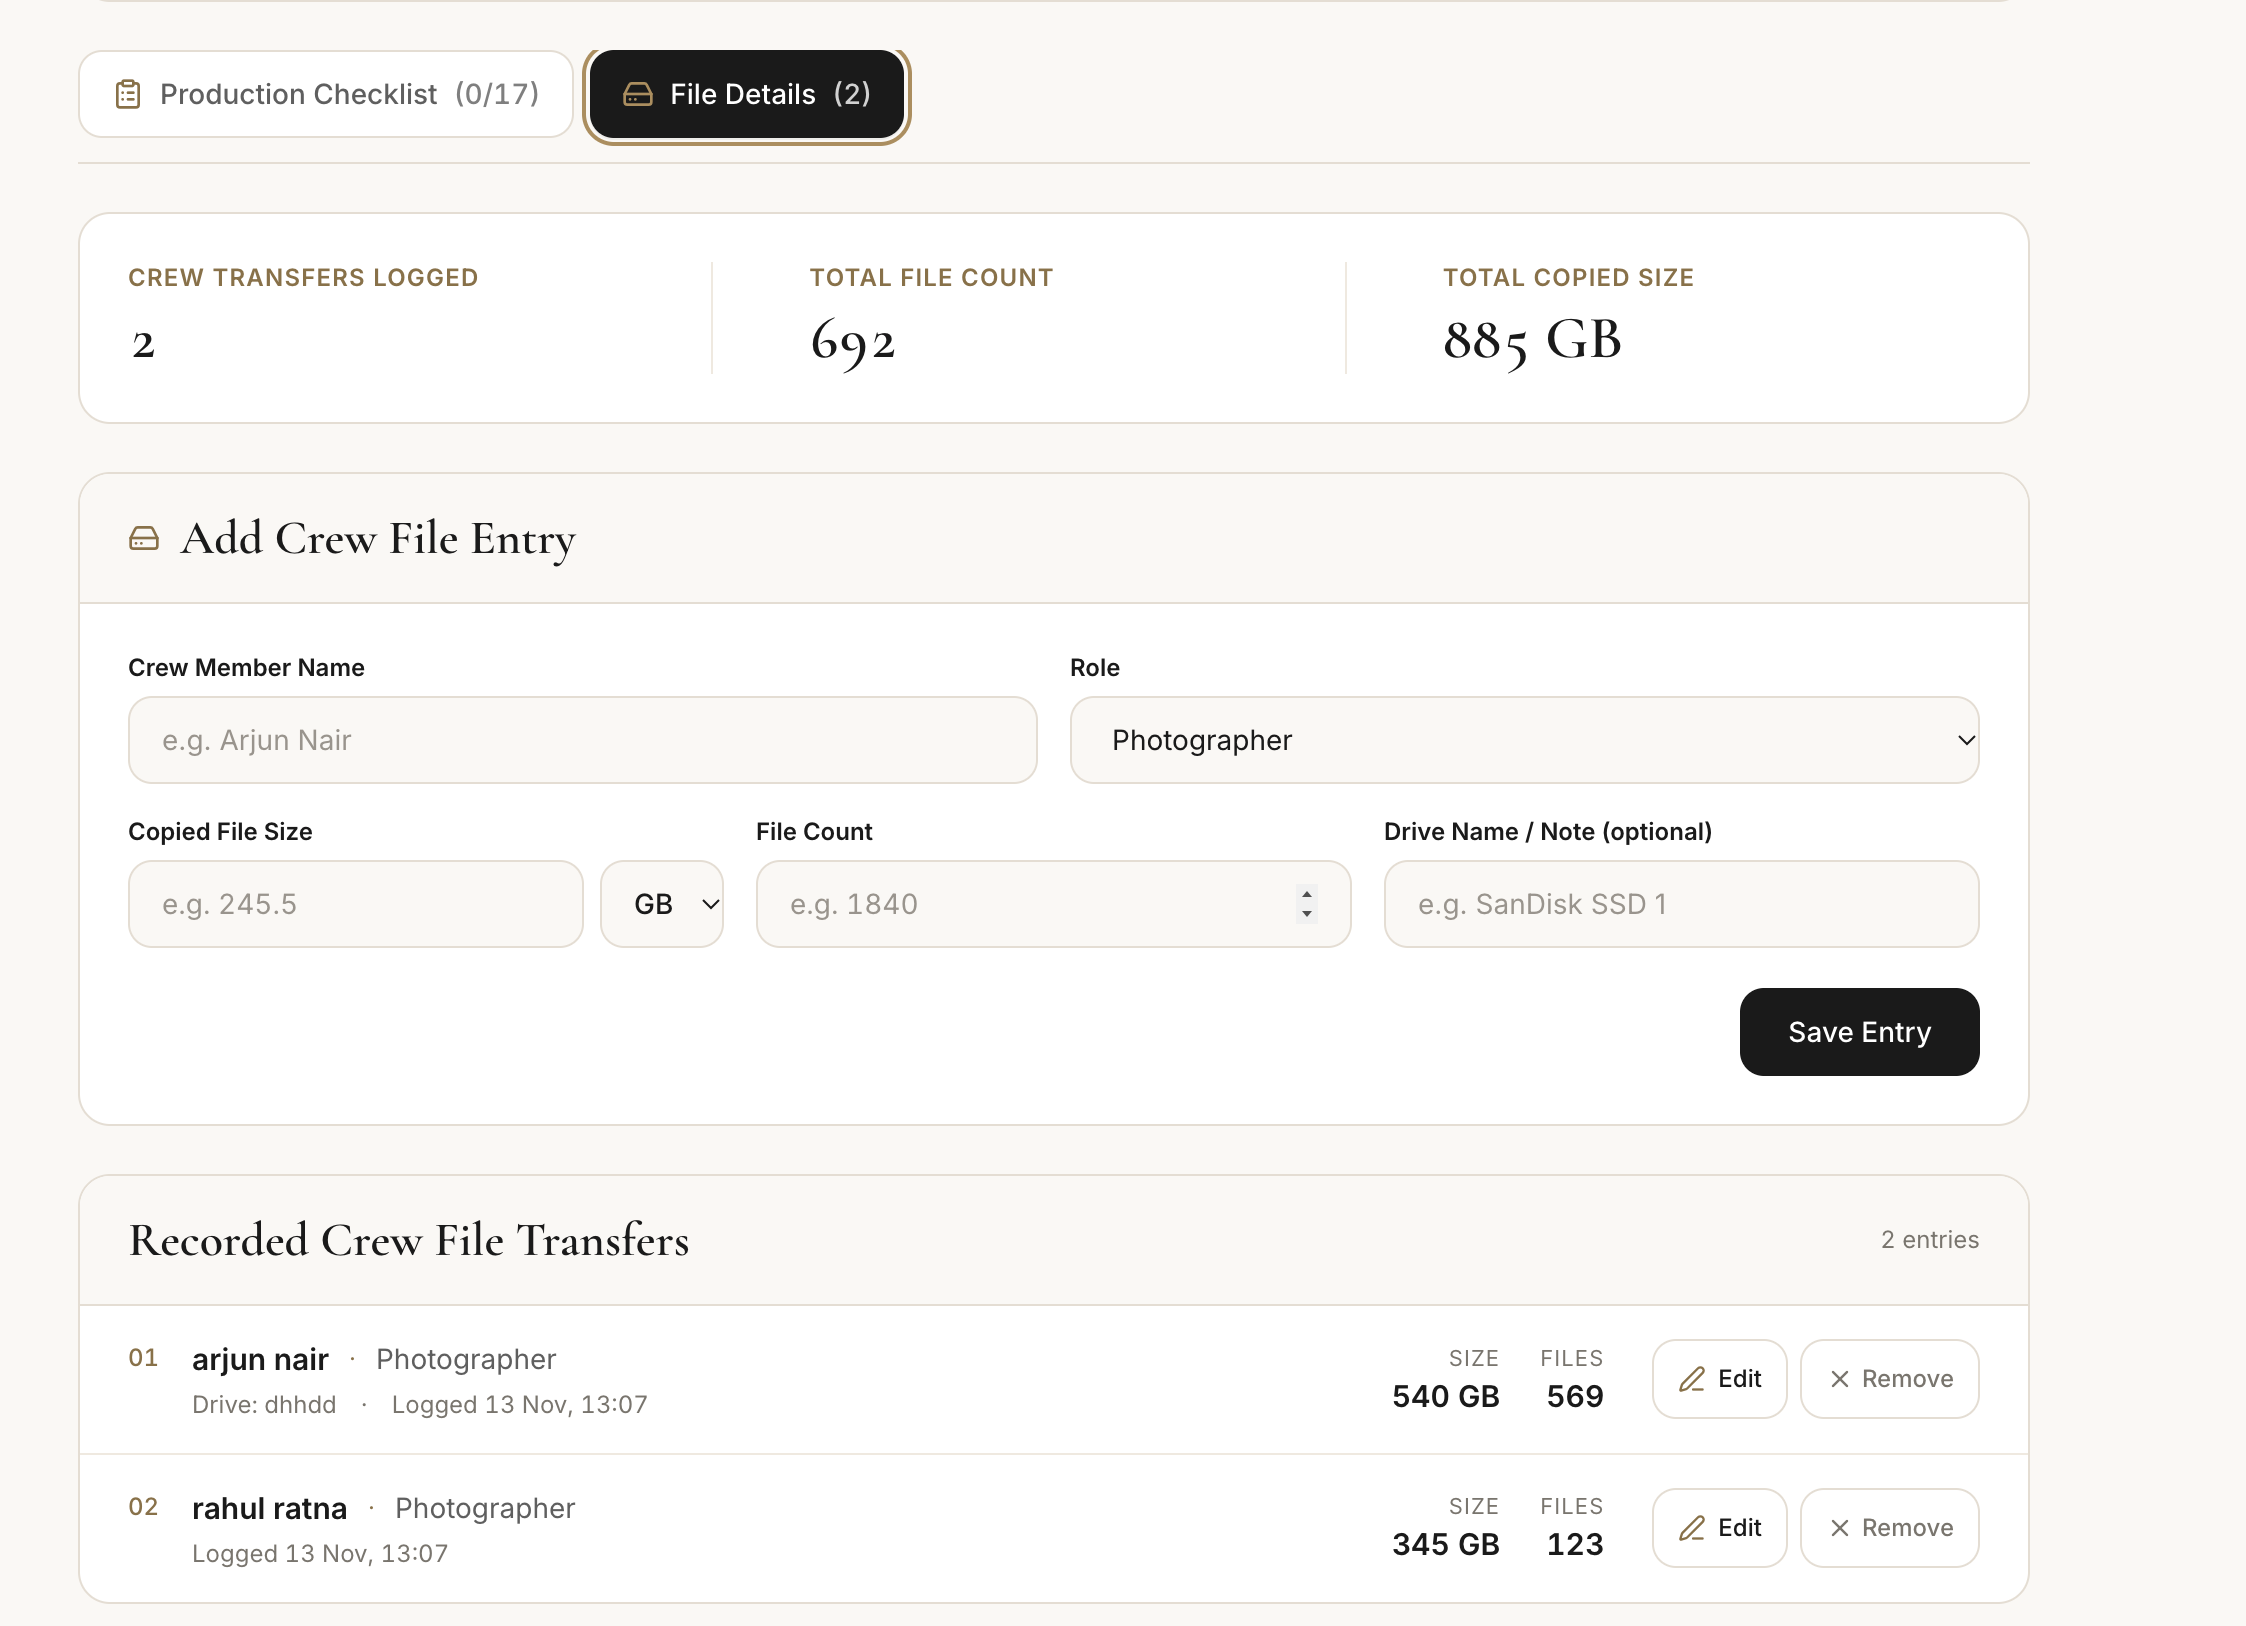 Production Checklist (0/17) File Details (2)
CREW TRANSFERS LOGGED TOTAL FILE COUNT TOTAL COPIED SIZE
2 692 885 GB
Add Crew File Entry
Crew Member Name Role
e.g. Arjun Nair Photographer
Copied File Size File Count Drive Name / Note (optional)
e.g. 245.5 GB e.g. 1840 e.g. SanDisk SSD 1
Save Entry
Recorded Crew File Transfers 2 entries
01 arjun nair · Photographer SIZE FILES
Drive: dhhdd · Logged 13 Nov, 13:07 540 GB 569 Edit Remove
02 rahul ratna · Photographer SIZE FILES
Logged 13 Nov, 13:07 345 GB 123 Edit Remove